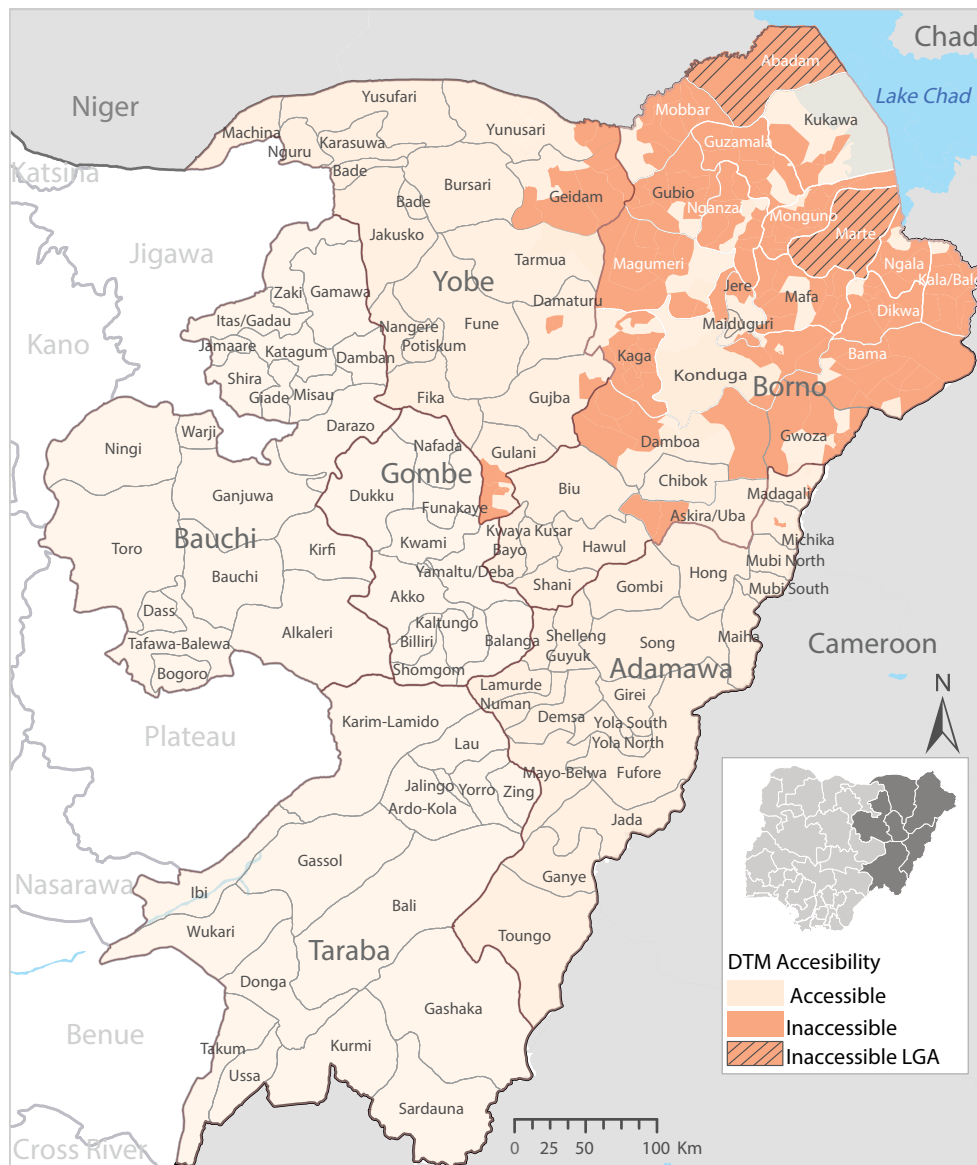 Chad
Niger
Lake Chad
Abadam
Yusufari
Mobbar
Kukawa
Machina
Yunusari
Karasuwa
Guzamala
Nguru
Katsina
Bade
Bursari
Geidam
Gubio
Bade
Nganzai
Monguno
Jakusko
Marte
Jigawa
Tarmua
Magumeri
Ngala
Gamawa
Yobe
Kala/Balge
Zaki
Jere
Mafa
Damaturu
Dikwa
Itas/Gadau
Nangere
Fune
Maiduguri
Kano
Jamaare
Katagum
Potiskum
Damban
Kaga
Bama
Shira
Konduga
Giade
Misau
Fika
Gujba
Borno
Darazo
Ningi
Warji
Nafada
Gulani
Damboa
Gwoza
Gombe
Chibok
Ganjuwa
Dukku
Biu
Madagali
Funakaye
Askira/Uba
Bauchi
Kwami
Kwaya Kusar
Michika
Toro
Kirfi
Bayo
Hawul
Mubi North
Bauchi
Yamaltu/Deba
Shani
Gombi
Hong
Mubi South
Akko
Dass
Kaltungo
Alkaleri
Billiri
Balanga
Shelleng
Song
Maiha
Tafawa-Balewa
Guyuk
Cameroon
Bogoro
Shomgom
Adamawa
Lamurde
Girei
N
Numan
Karim-Lamido
Demsa
Yola South
Plateau
Lau
Yola North
Mayo-Belwa
Fufore
Jalingo
Yorro
Zing
Ardo-Kola
Jada
Gassol
Nasarawa
Ibi
Ganye
Bali
Wukari
Toungo
Taraba
DTM Accesibility
Donga
Accessible
Gashaka
Inaccessible
Benue
Takum
Kurmi
Inaccessible LGA
Ussa
Sardauna
0 25 50 100 Km
Cross River